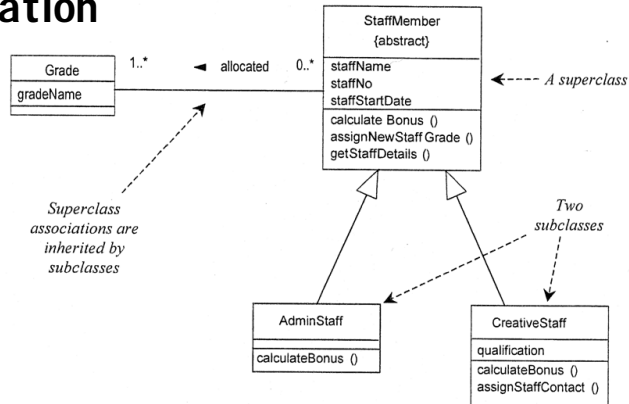 ation
StaffMember
{abstract}
staffName
staffNo
staffStartDate
calculate Bonus ()
assignNewStaff Grade ()
getStaffDetails ()
A superclass
Grade
gradeName
1..*
◄ allocated
0..*
Superclass
associations are
inherited by
subclasses
Two
subclasses
AdminStaff
calculateBonus ()
CreativeStaff
qualification
calculateBonus ()
assignStaffContact ()